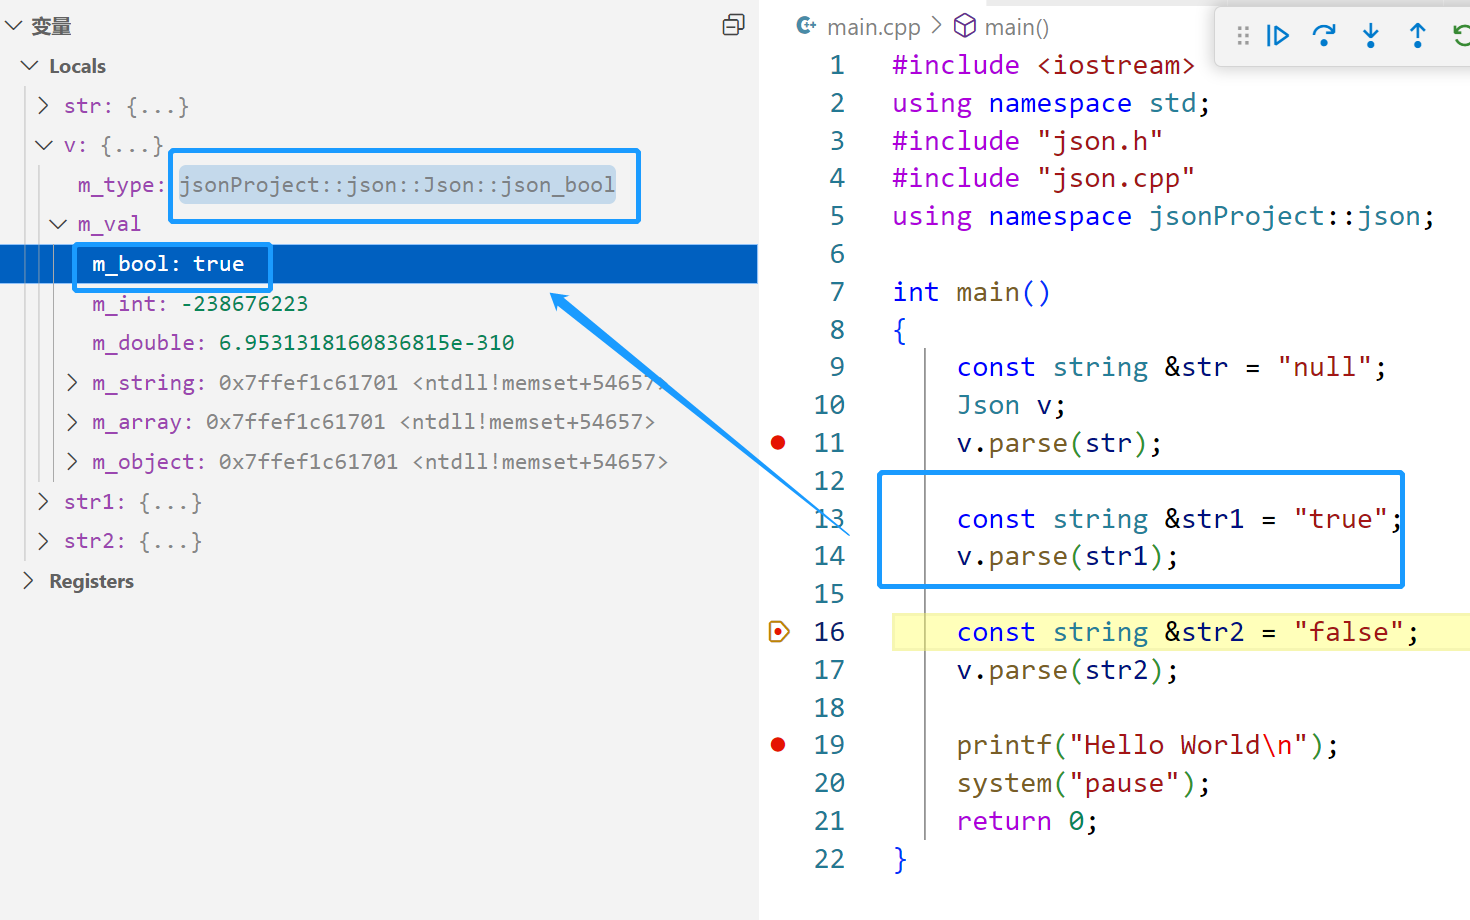 变量
Locals
str: {...}
v: {...}
m_type: jsonProject::json::Json::json_bool
m_val
m_bool: true
m_int: -238676223
m_double: 6.9531318160836815e-310
m_string: 0x7ffef1c61701 <ntdll!memset+54657>
m_array: 0x7ffef1c61701 <ntdll!memset+54657>
m_object: 0x7ffef1c61701 <ntdll!memset+54657>
str1: {...}
str2: {...}
Registers
main.cpp > main()
1 #include <iostream>
2 using namespace std;
3 #include "json.h"
4 #include "json.cpp"
5 using namespace jsonProject::json;
6
7 int main()
8 {
9 const string &str = "null";
10 Json v;
11 v.parse(str);
12
13 const string &str1 = "true";
14 v.parse(str1);
15
16 const string &str2 = "false";
17 v.parse(str2);
18
19 printf("Hello World\n");
20 system("pause");
21 return 0;
22 }